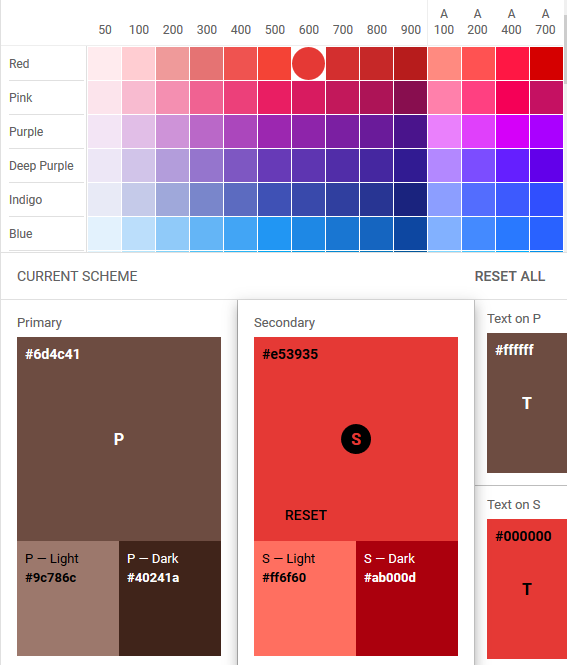 A A A A
50 100 200 300 400 500 600 700 800 900 100 200 400 700
Red
Pink
Purple
Deep Purple
Indigo
Blue
CURRENT SCHEME RESET ALL
Primary
#6d4c41
P
P — Light
#9c786c
P — Dark
#40241a
Secondary
#e53935
S
RESET
S — Light
#ff6f60
S — Dark
#ab000d
Text on P
#ffffff
T
Text on S
#000000
T